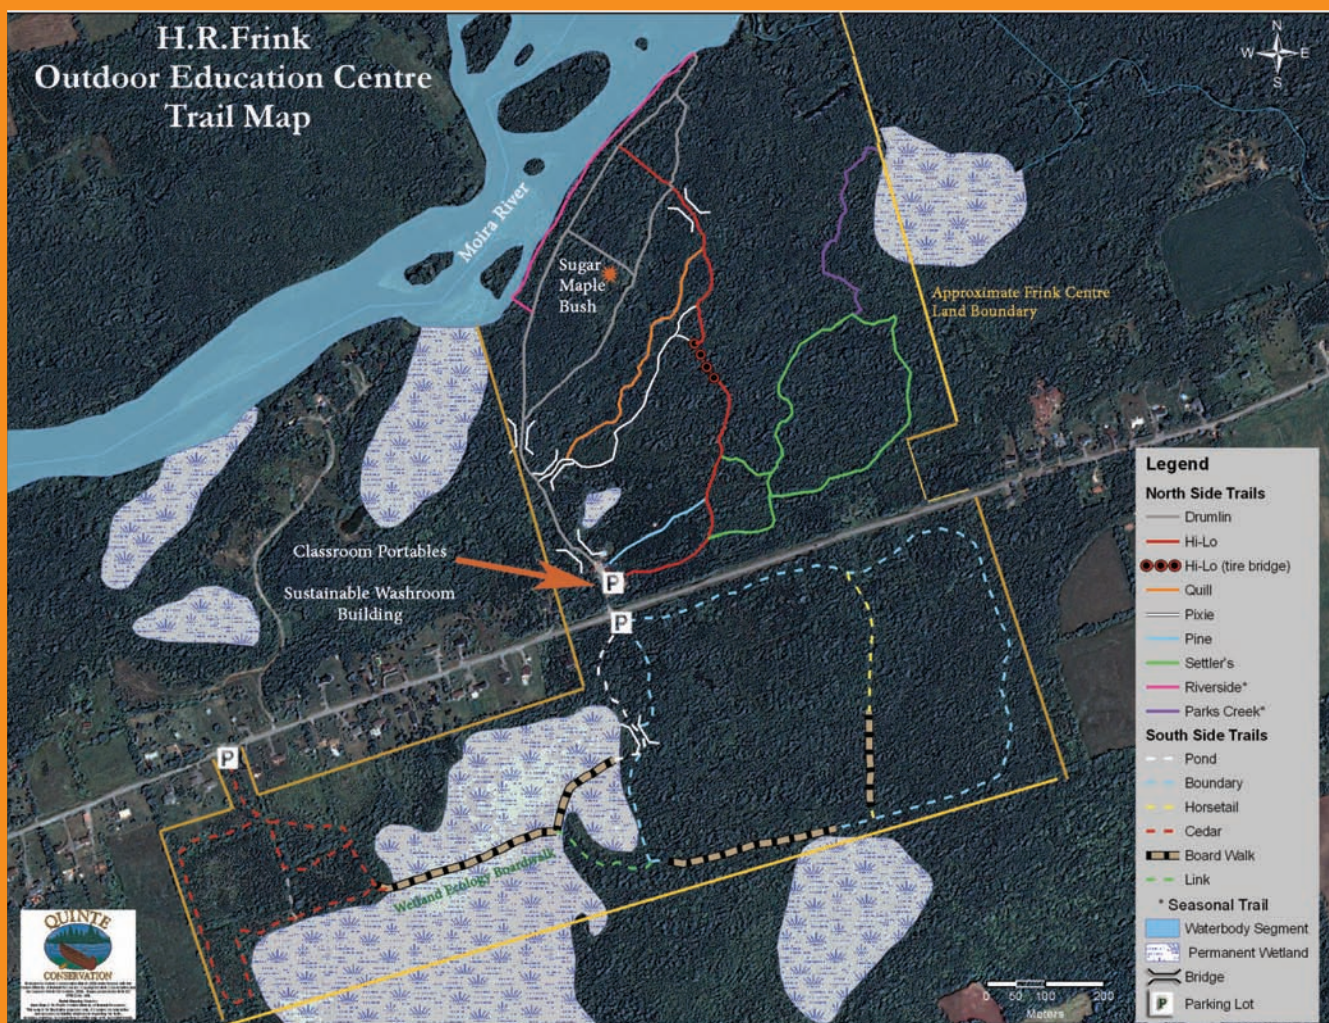 H.R.Frink
Outdoor Education Centre
Trail Map
N
W
E
S
Moira River
Sugar
Maple
Bush
Approximate Frink Centre
Land Boundary
Classroom Portables
Sustainable Washroom
Building
P
P
P
Wetland Ecology Boardwalk
Legend
North Side Trails
Drumlin
Hi-Lo
Hi-Lo (tire bridge)
Quill
Pixie
Pine
Settler's
Riverside*
Parks Creek*
South Side Trails
Pond
Boundary
Horsetail
Cedar
Board Walk
Link
* Seasonal Trail
Waterbody Segment
Permanent Wetland
Bridge
P Parking Lot
0 50 100 200
Meters
QUINTE
CONSERVATION